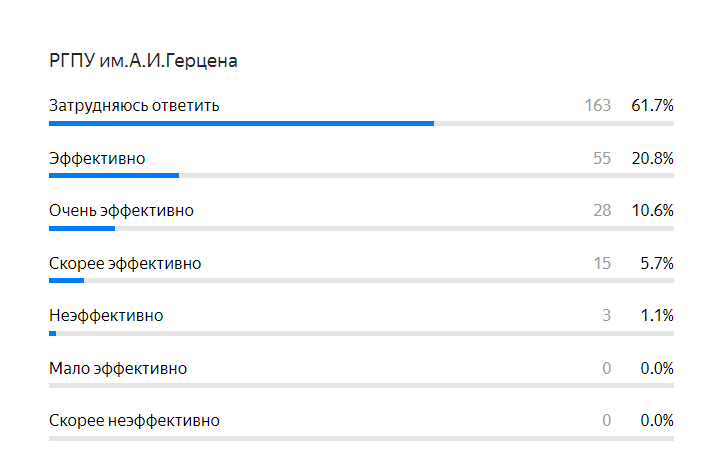 РГПУ им.А.И.Герцена
Затрудняюсь ответить 163 61.7%
Эффективно 55 20.8%
Очень эффективно 28 10.6%
Скорее эффективно 15 5.7%
Неэффективно 3 1.1%
Мало эффективно 0 0.0%
Скорее неэффективно 0 0.0%